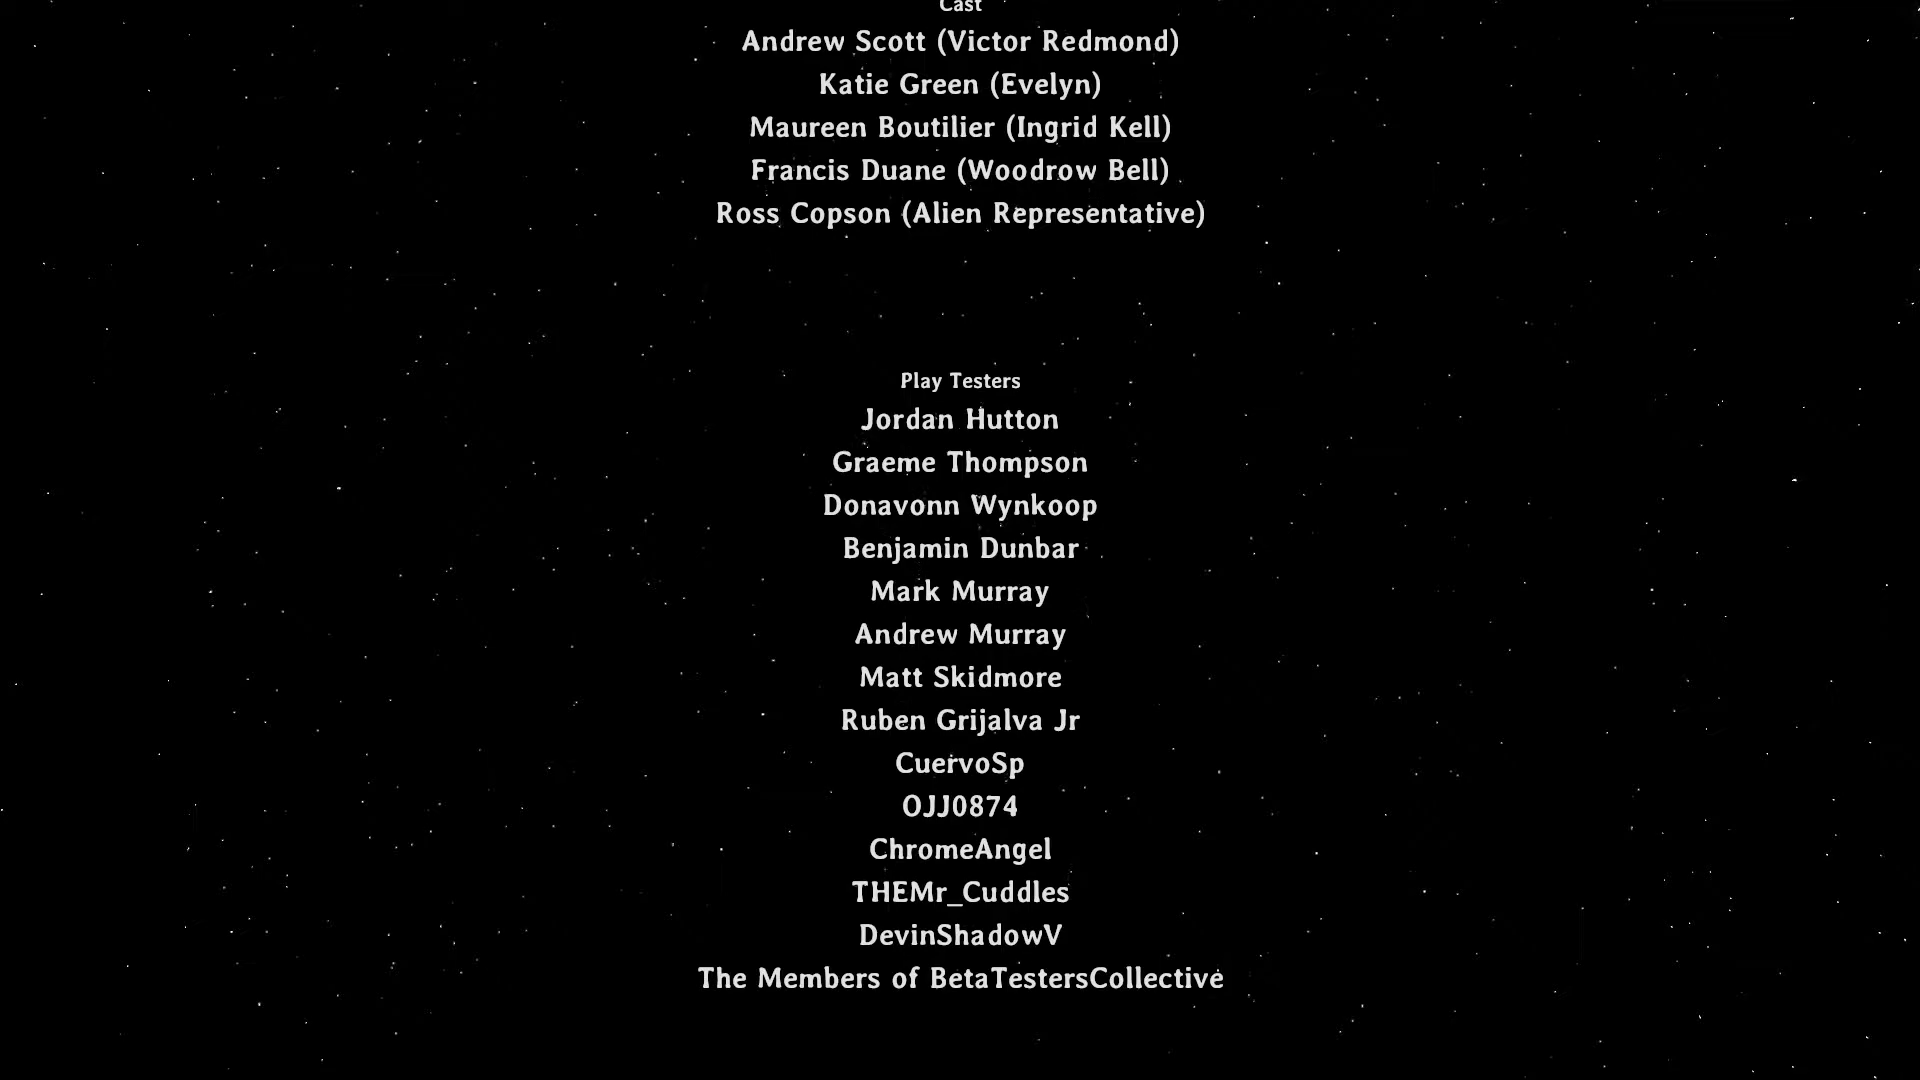 Cast
Andrew Scott (Victor Redmond)
Katie Green (Evelyn)
Maureen Boutilier (Ingrid Kell)
Francis Duane (Woodrow Bell)
Ross Copson (Alien Representative)
Play Testers
Jordan Hutton
Graeme Thompson
Donavonn Wynkoop
Benjamin Dunbar
Mark Murray
Andrew Murray
Matt Skidmore
Ruben Grijalva Jr
CuervoSp
OJJ0874
ChromeAngel
THEMr_Cuddles
DevinShadowV
The Members of BetaTestersCollective